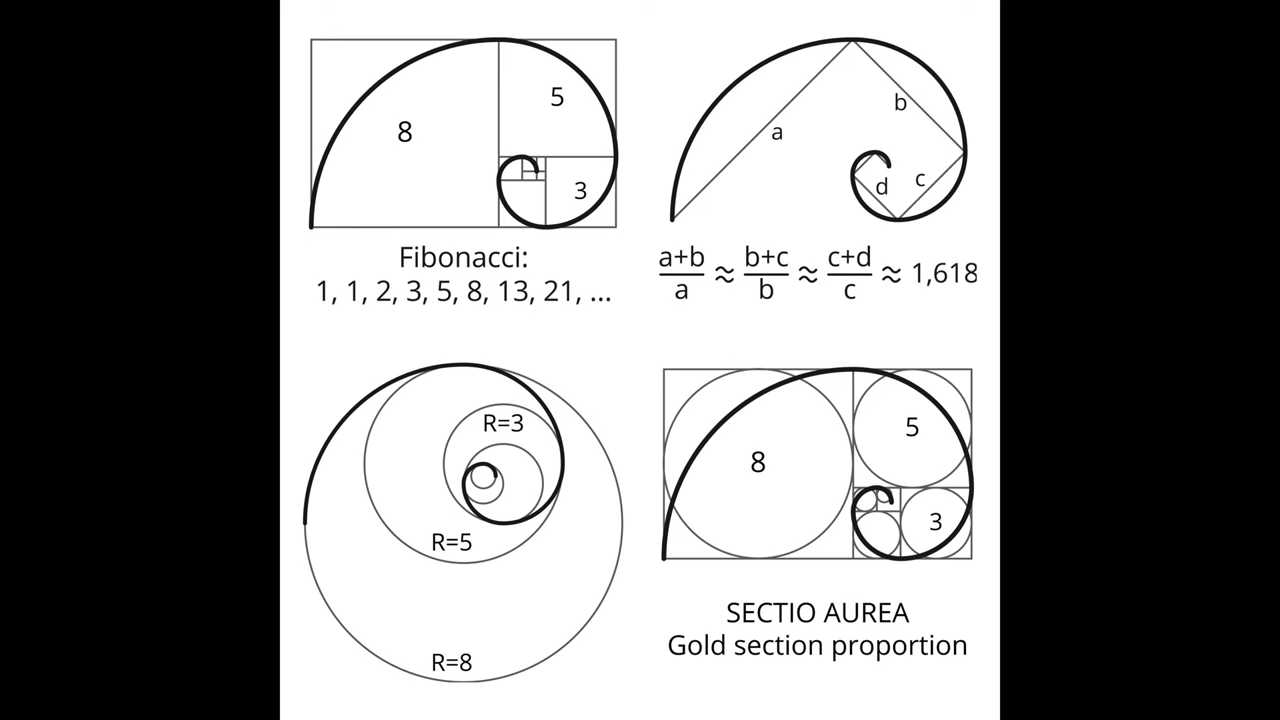 8
5
3
Fibonacci:
1, 1, 2, 3, 5, 8, 13, 21, ...
a
b
c
d
a+b/a ≈ b+c/b ≈ c+d/c ≈ 1,618
R=3
R=5
R=8
8
5
3
SECTIO AUREA
Gold section proportion